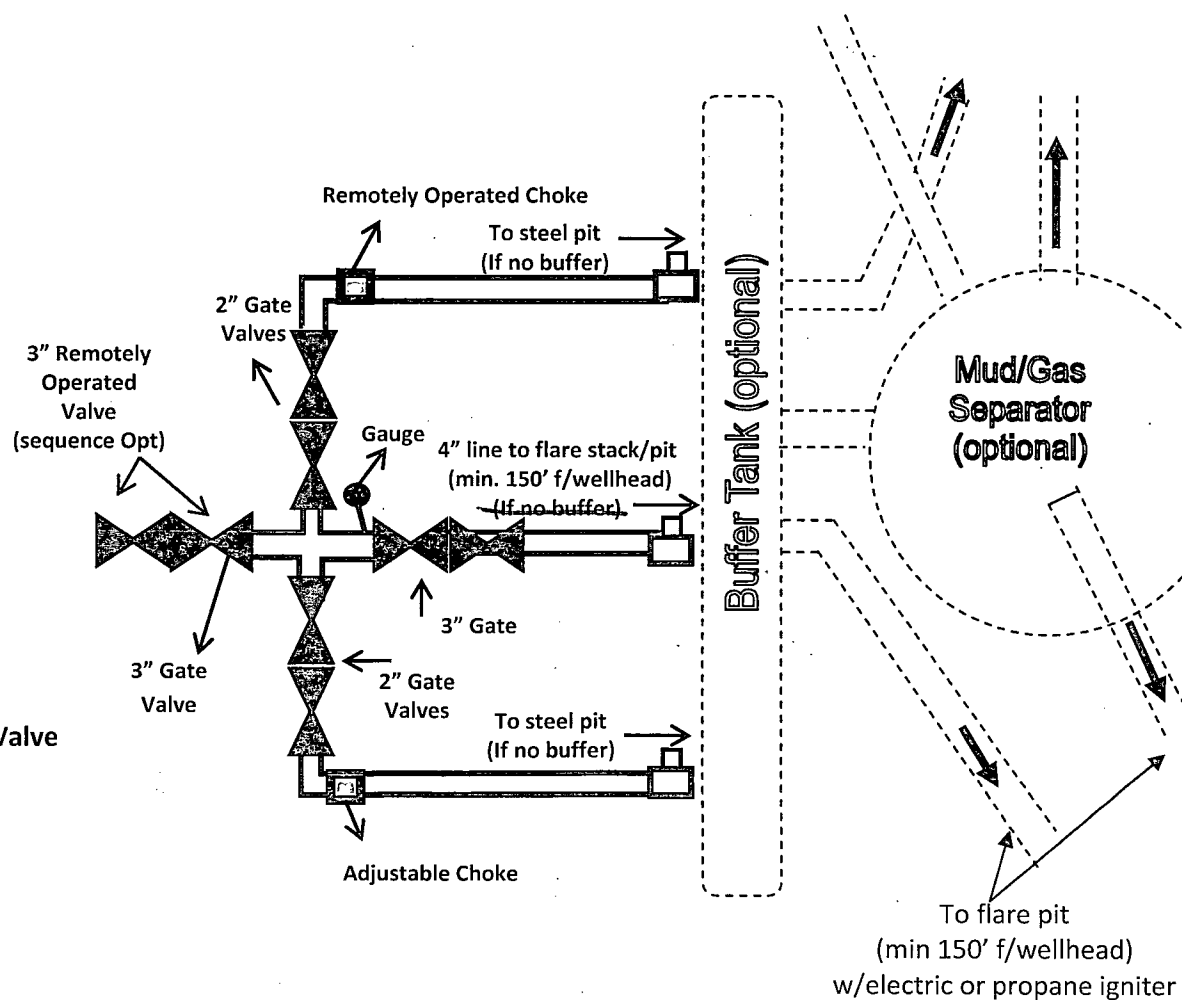 Remotely Operated Choke
To steel pit
(If no buffer)
2” Gate
Valves
3” Remotely
Operated
Valve
(sequence Opt)
Gauge
4” line to flare stack/pit
(min. 150’ f/wellhead)
(If no buffer)
Buffer Tank (optional)
Mud/Gas
Separator
(optional)
3” Gate
3” Gate
Valve
2” Gate
Valves
Valve
To steel pit
(If no buffer)
Adjustable Choke
To flare pit
(min 150’ f/wellhead)
w/electric or propane igniter